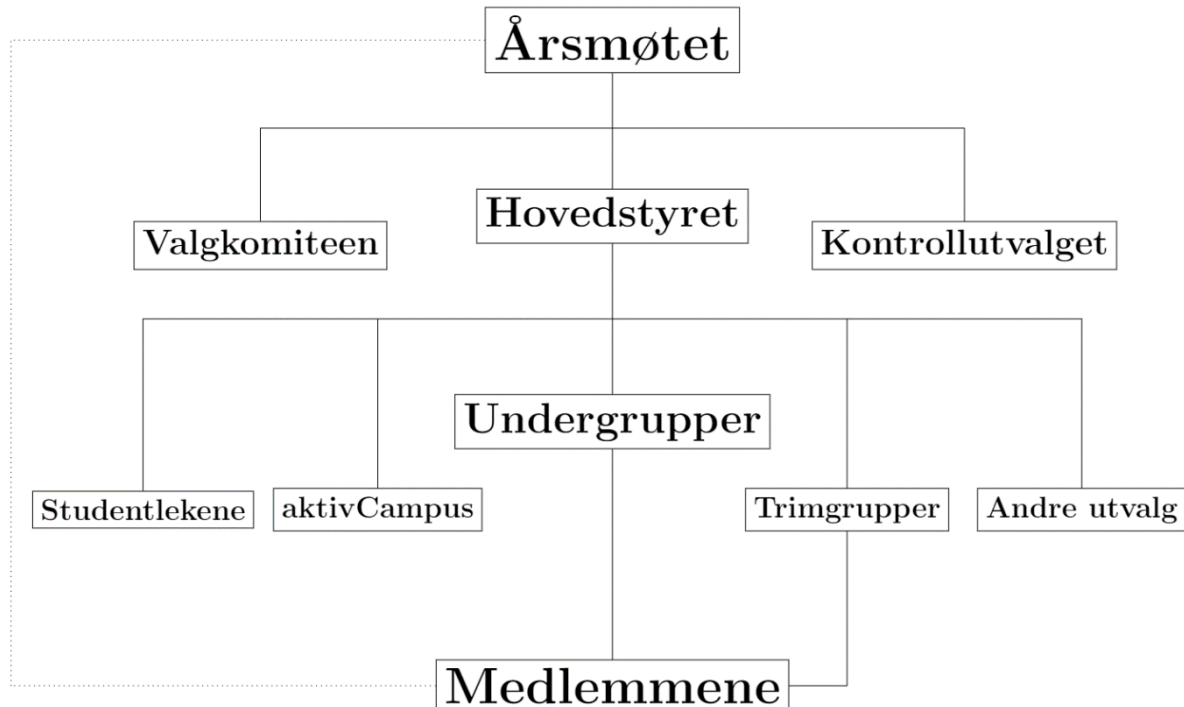 Årsmøtet
Hovedstyret
Valgkomiteen
Kontrollutvalget
Undergrupper
Studentlekene
aktivCampus
Trimgrupper
Andre utvalg
Medlemmene